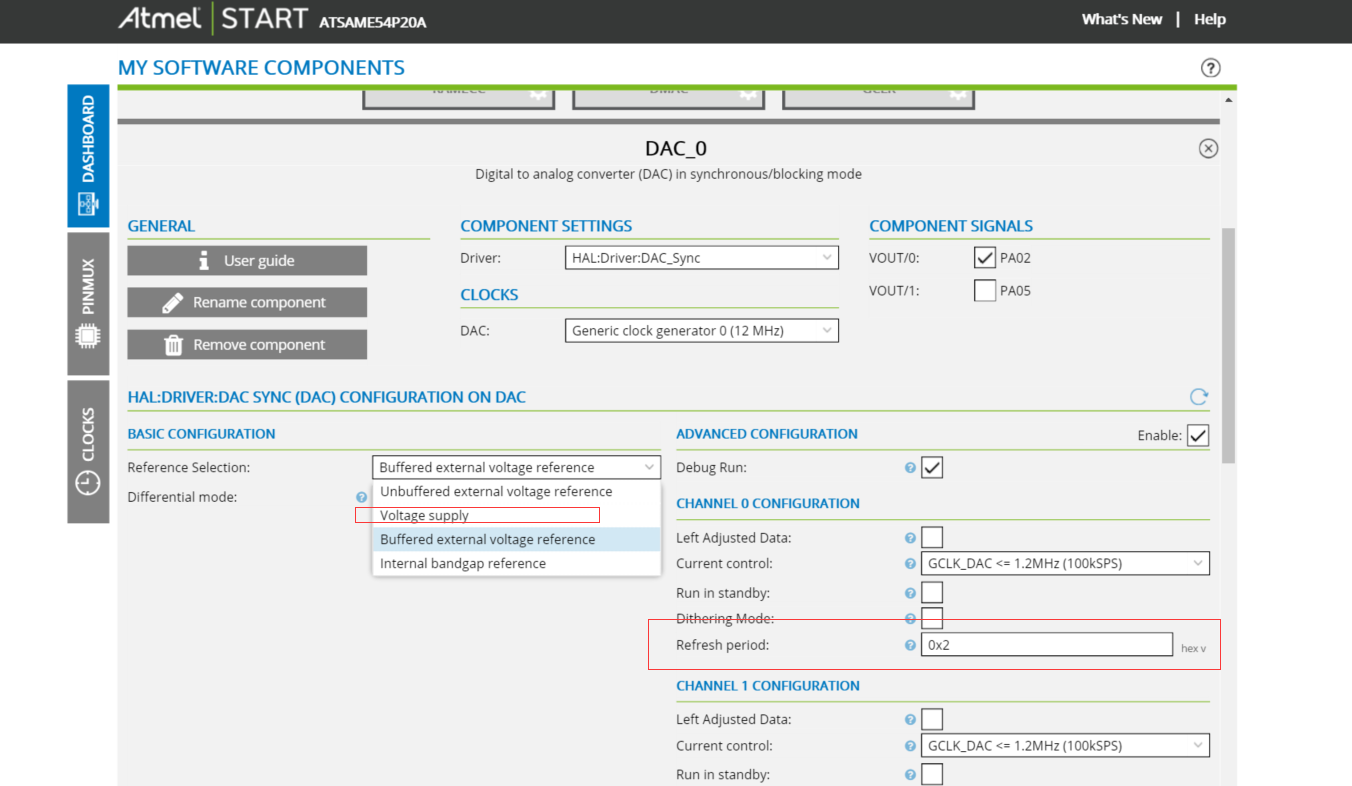 Atmel START ATSAME54P20A
What's New | Help
MY SOFTWARE COMPONENTS
DASHBOARD
PINMUX
CLOCKS
RAMECC DMAC GCLK
DAC_0
Digital to analog converter (DAC) in synchronous/blocking mode
GENERAL
User guide
Rename component
Remove component
COMPONENT SETTINGS
Driver: HAL:Driver:DAC_Sync
CLOCKS
DAC: Generic clock generator 0 (12 MHz)
COMPONENT SIGNALS
VOUT/0: PA02
VOUT/1: PA05
HAL:DRIVER:DAC SYNC (DAC) CONFIGURATION ON DAC
BASIC CONFIGURATION
Reference Selection: Buffered external voltage reference
Differential mode:
Unbuffered external voltage reference
Voltage supply
Buffered external voltage reference
Internal bandgap reference
ADVANCED CONFIGURATION Enable:
Debug Run:
CHANNEL 0 CONFIGURATION
Left Adjusted Data:
Current control: GCLK_DAC <= 1.2MHz (100kSPS)
Run in standby:
Dithering Mode:
Refresh period: 0x2 hex v
CHANNEL 1 CONFIGURATION
Left Adjusted Data:
Current control: GCLK_DAC <= 1.2MHz (100kSPS)
Run in standby: